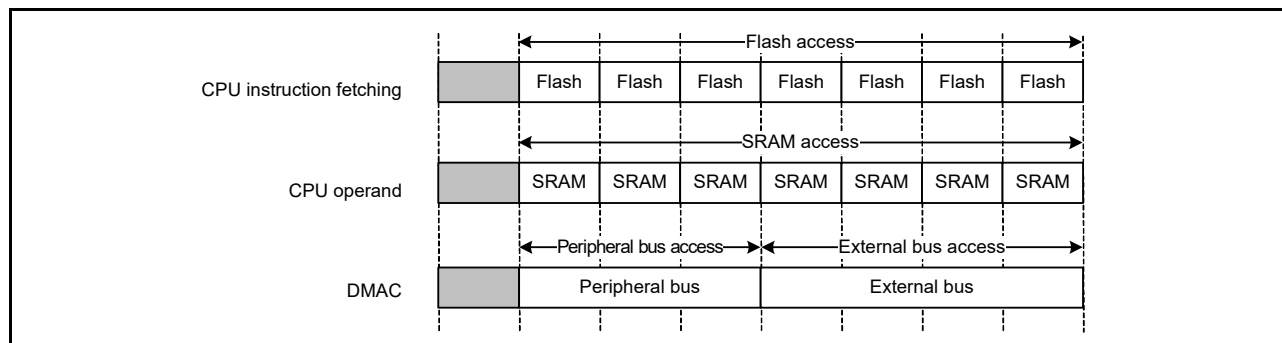 Flash access
CPU instruction fetching Flash Flash Flash Flash Flash Flash Flash
SRAM access
CPU operand SRAM SRAM SRAM SRAM SRAM SRAM SRAM
Peripheral bus access External bus access
DMAC Peripheral bus External bus